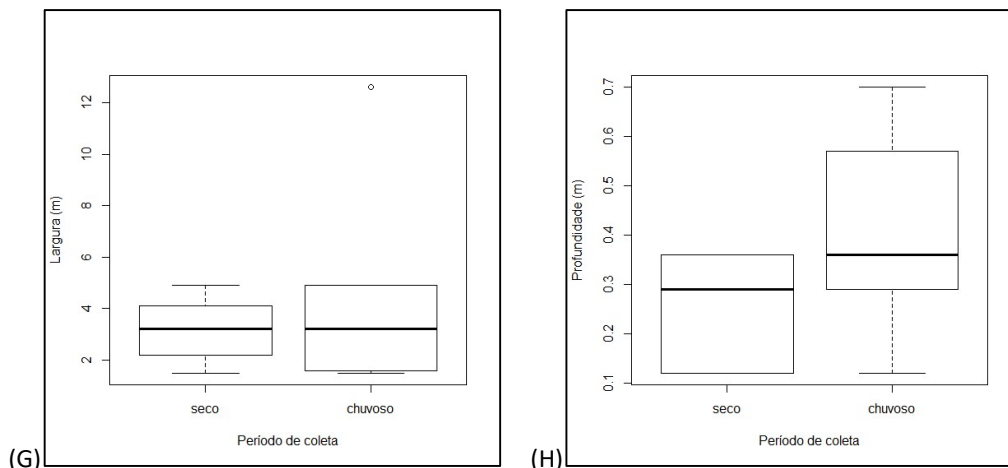 Largura (m)
12
10
8
6
4
2
seco
chuvoso
Período de coleta
(G)
Profundidade (m)
0.7
0.6
0.5
0.4
0.3
0.2
0.1
seco
chuvoso
Período de coleta
(H)